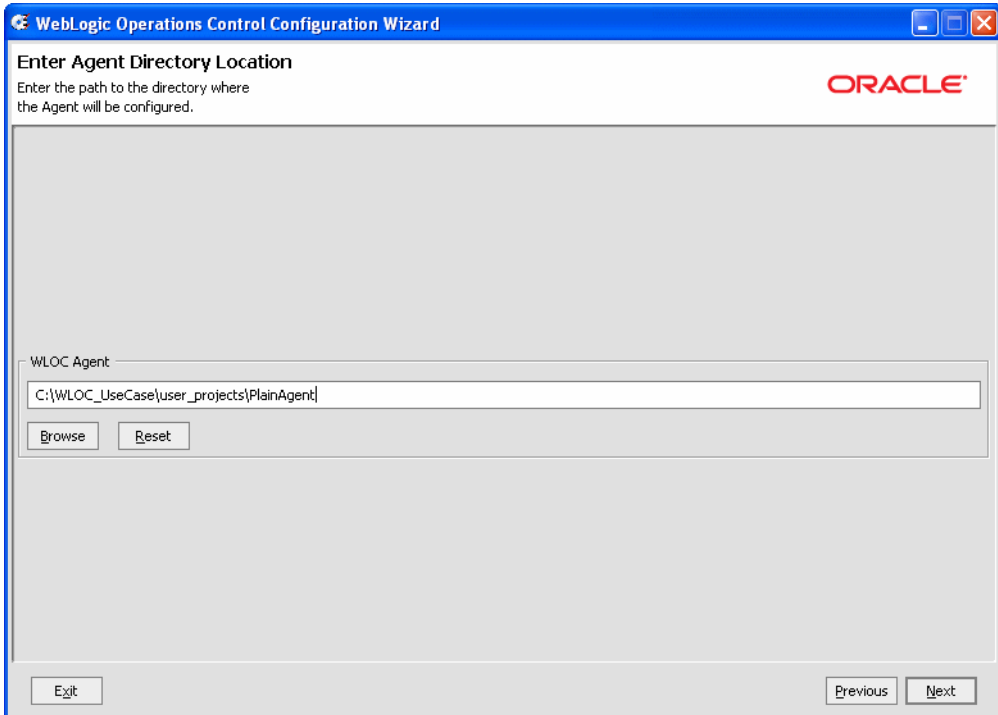 WebLogic Operations Control Configuration Wizard
Enter Agent Directory Location
Enter the path to the directory where
the Agent will be configured.
ORACLE
WLOC Agent
C:\WLOC_UseCase\user_projects\PlainAgent
Browse Reset
Exit Previous Next